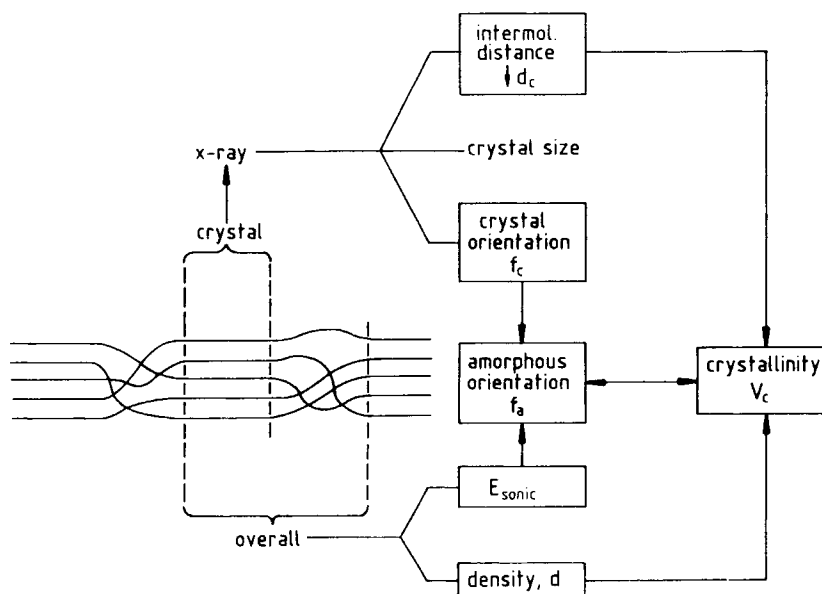 intermol.
distance
↓ d_c
x-ray
crystal size
crystal
crystal
orientation
f_c
amorphous
orientation
f_a
crystallinity
V_c
E_sonic
overall
density, d